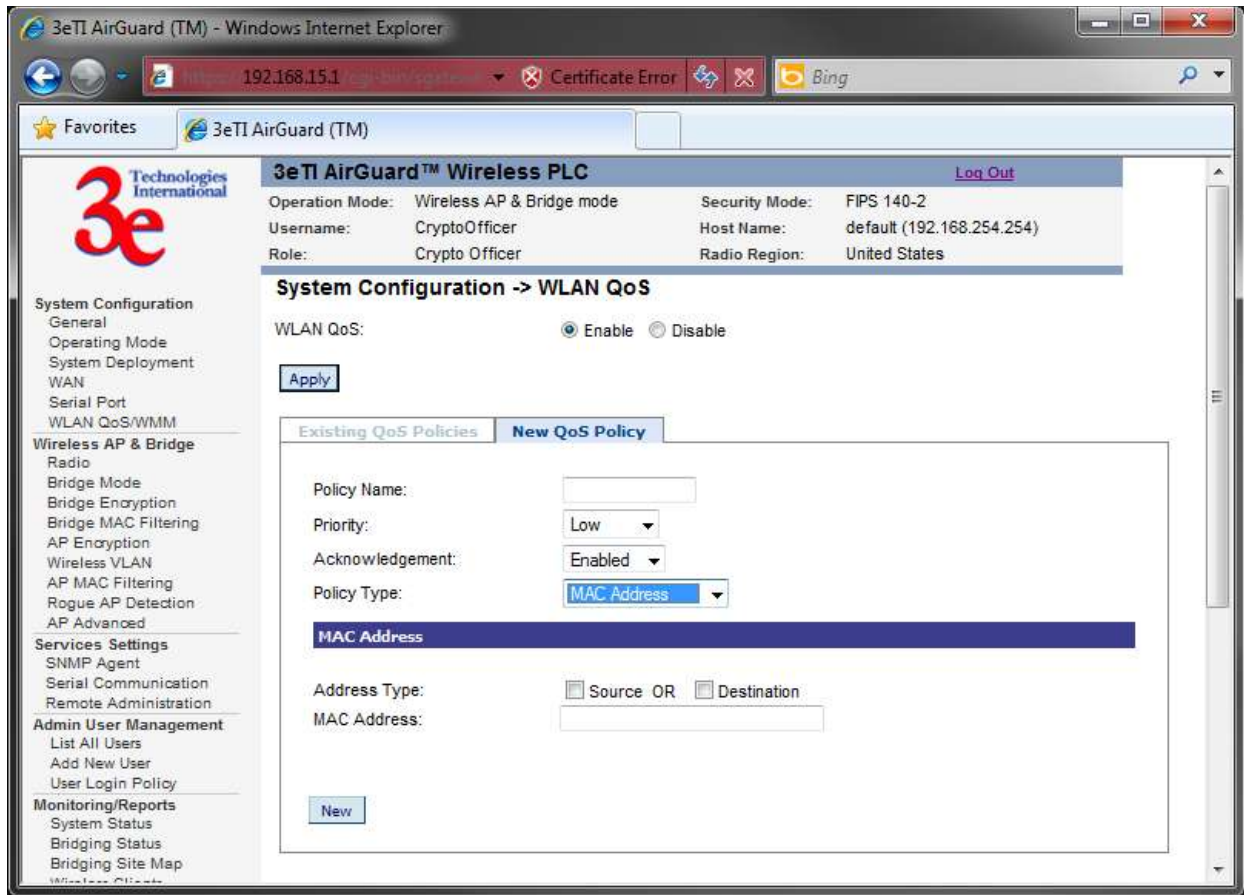 3eTI AirGuard (TM) - Windows Internet Explorer
192.168.15.1
Certificate Error
Bing
Favorites
3eTI AirGuard (TM)
3e Technologies International
3eTI AirGuard™ Wireless PLC
Log Out
Operation Mode: Wireless AP & Bridge mode Security Mode: FIPS 140-2
Username: CryptoOfficer Host Name: default (192.168.254.254)
Role: Crypto Officer Radio Region: United States
System Configuration
General
Operating Mode
System Deployment
WAN
Serial Port
WLAN QoS/WMM
Wireless AP & Bridge
Radio
Bridge Mode
Bridge Encryption
Bridge MAC Filtering
AP Encryption
Wireless VLAN
AP MAC Filtering
Rogue AP Detection
AP Advanced
Services Settings
SNMP Agent
Serial Communication
Remote Administration
Admin User Management
List All Users
Add New User
User Login Policy
Monitoring/Reports
System Status
Bridging Status
Bridging Site Map
System Configuration -> WLAN QoS
WLAN QoS: Enable Disable
Apply
Existing QoS Policies New QoS Policy
Policy Name:
Priority: Low
Acknowledgement: Enabled
Policy Type: MAC Address
MAC Address
Address Type: Source OR Destination
MAC Address:
New